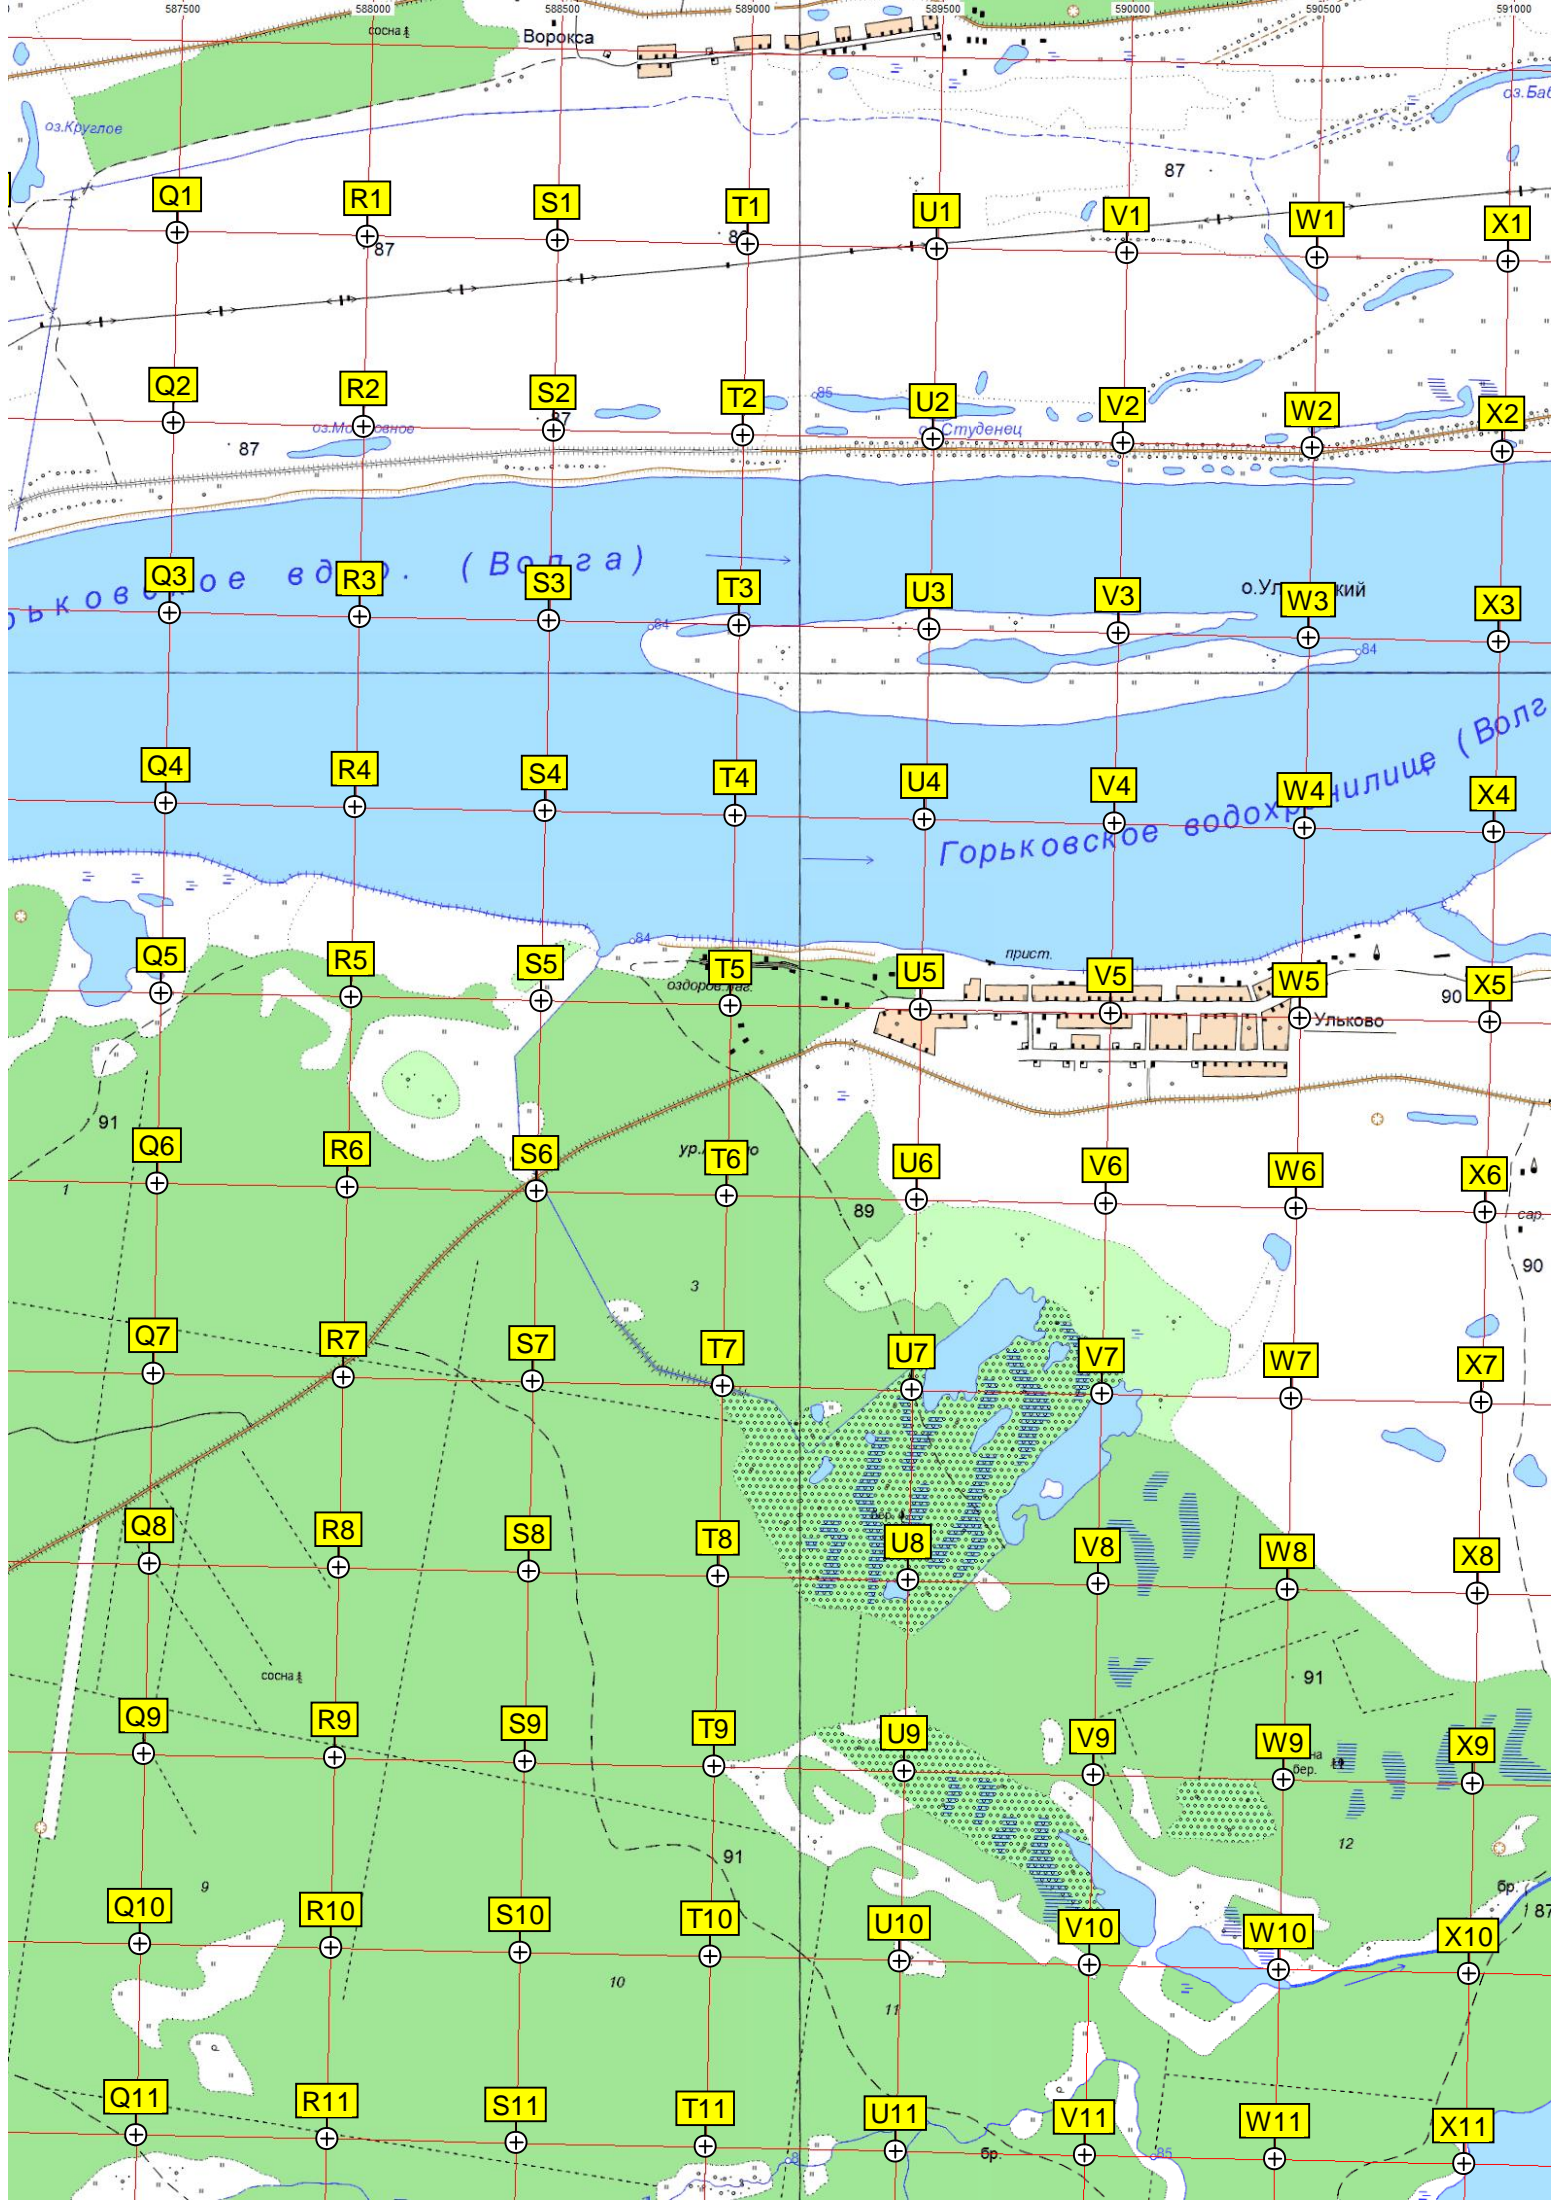 587500 588000 588500 589000 589500 590000 590500 591000
сосна
Ворокса
оз.Круглое
87
Q1 R1 S1 T1 U1 V1 W1 X1
87
Q2 R2 S2 T2 U2 V2 W2 X2
85
87
87
Студенец
(Волга)
Q3 R3 S3 T3 U3 V3 W3 X3
84
84
Q4 R4 S4 T4 U4 V4 W4 X4
Горьковское водохранилище (Волг
84
прист.
Q5 R5 S5 T5 U5 V5 W5 X5
90
Ульково
91
Q6 R6 S6 T6 U6 V6 W6 X6
1
89
сар.
90
3
Q7 R7 S7 T7 U7 V7 W7 X7
бер.
Q8 R8 S8 T8 U8 V8 W8 X8
сосна
91
Q9 R9 S9 T9 U9 V9 W9 X9
бер.
12
91
9
бр.
87
Q10 R10 S10 T10 U10 V10 W10 X10
10
11
Q11 R11 S11 T11 U11 V11 W11 X11
бр.
85